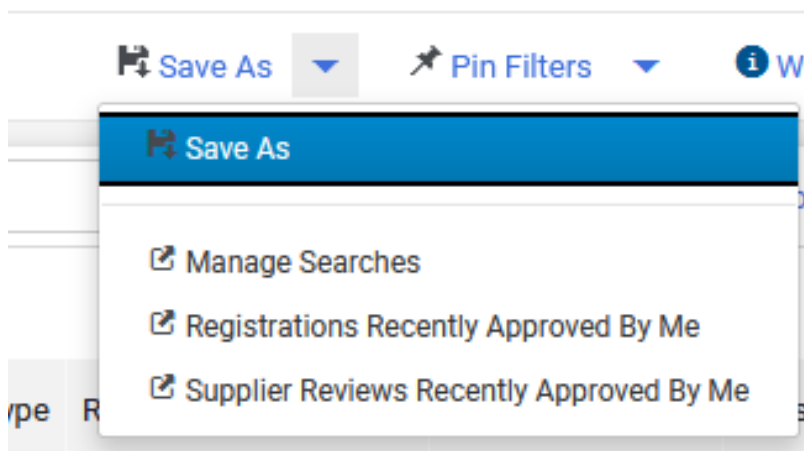 Save As Pin Filters
Save As
Manage Searches
Registrations Recently Approved By Me
Supplier Reviews Recently Approved By Me